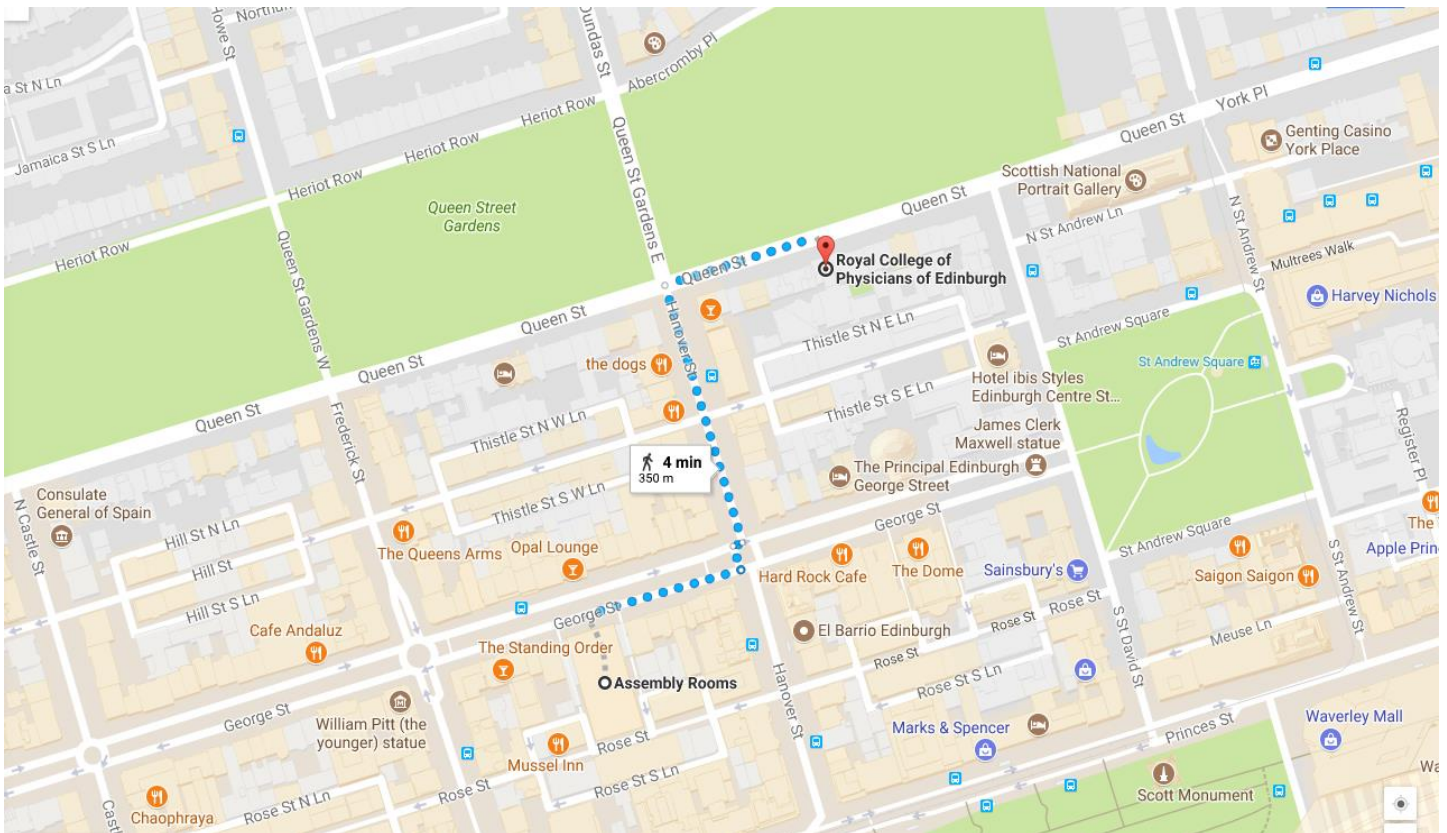 Howe St
Northu
Dundas St
Abercromby Pl
a St N Ln
Jamaica St S Ln
Heriot Row
Heriot Row
Heriot Row
Heriot Row
Queen Street
Gardens
Queen St Gardens E
Queen St Gardens W
York Pl
Queen St
Genting Casino
York Place
Scottish National
Portrait Gallery
Queen St
N St Andrew Ln
N St Andrew St
Multrees Walk
Harvey Nichols
Royal College of
Physicians of Edinburgh
Queen St
Queen St
Queen St
Queen St
Hanover St
the dogs
Thistle St N E Ln
Thistle St S E Ln
St Andrew Square
St Andrew Square
Hotel ibis Styles
Edinburgh Centre St...
James Clerk
Maxwell statue
Register Pl
Frederick St
Thistle St N W Ln
Thistle St S W Ln
4 min
350 m
The Principal Edinburgh
George Street
George St
St Andrew Square
Consulate
General of Spain
N Castle St
Hill St N Ln
Hill St
Hill St S Ln
The Queens Arms
Opal Lounge
Hard Rock Cafe
The Dome
Sainsbury's
Saigon Saigon
The
Apple Prin
S St Andrew St
George St
Cafe Andaluz
The Standing Order
El Barrio Edinburgh
Rose St
Rose St
Rose St
Meuse Ln
S St David St
Assembly Rooms
Rose St S Ln
Hanover St
George St
William Pitt (the
younger) statue
Mussel Inn
Rose St
Rose St S Ln
Marks & Spencer
Princes St
Waverley Mall
Wa
Scott Monument
Rose St
Rose St N Ln
Chaophraya
Castl